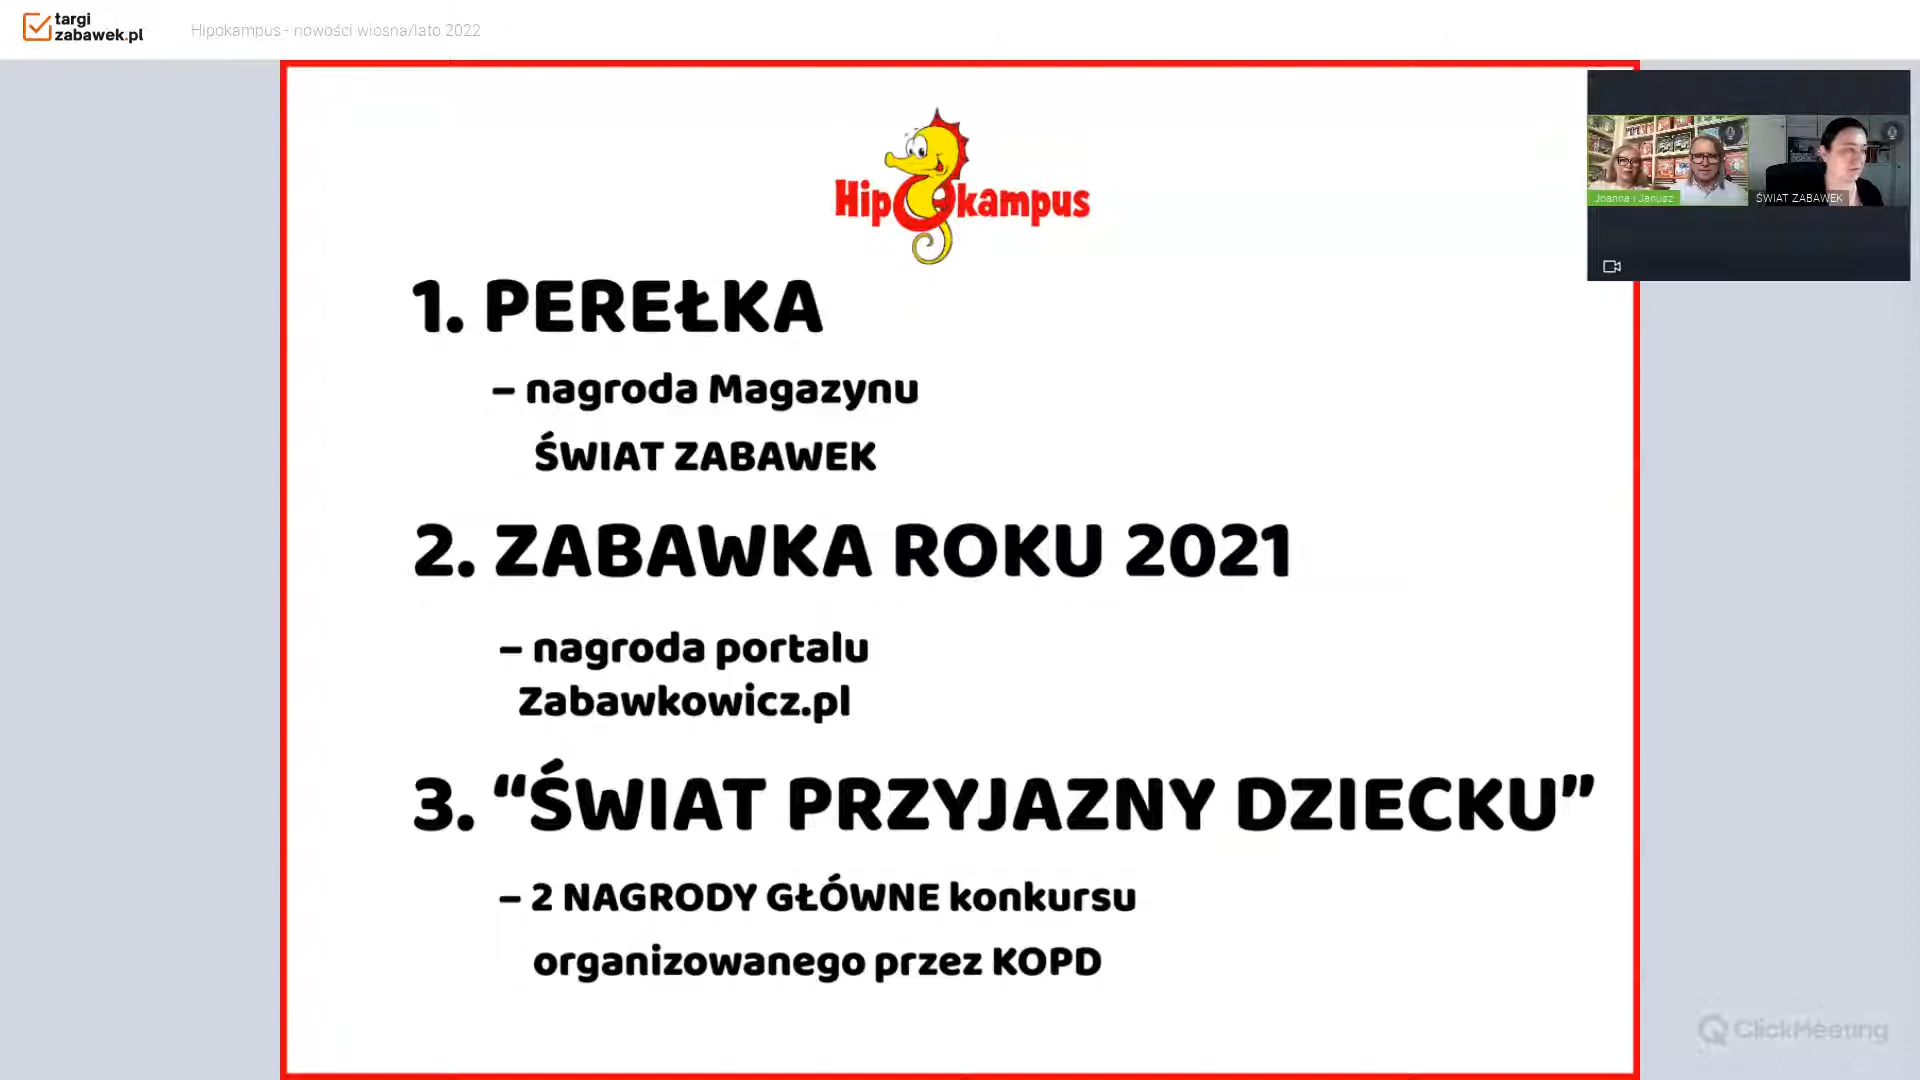 targi
zabawek.pl
Hipokampus - nowości wiosna/lato 2022
Hipokampus
Joanna i Janusz
ŚWIAT ZABAWEK
1. PEREŁKA
– nagroda Magazynu
ŚWIAT ZABAWEK
2. ZABAWKA ROKU 2021
– nagroda portalu
Zabawkowicz.pl
3. “ŚWIAT PRZYJAZNY DZIECKU”
– 2 NAGRODY GŁÓWNE konkursu
organizowanego przez KOPD
ClickMeeting